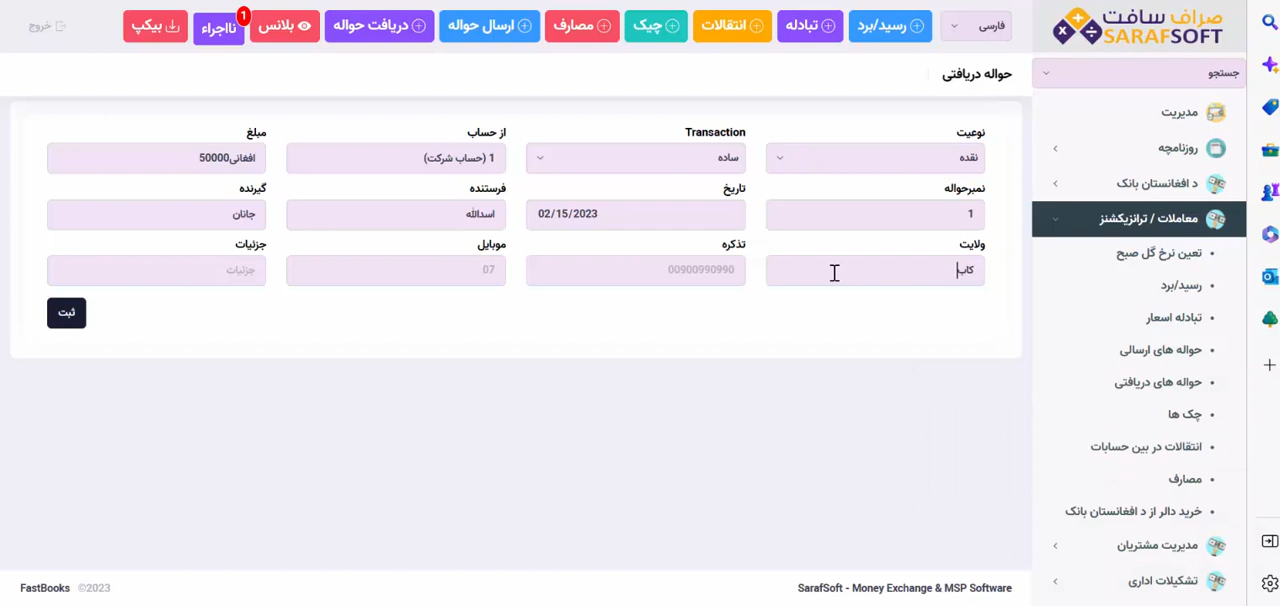 صراف سافت
SARAFSOFT
فارسی
رسید/برد
تبادله
انتقالات
چیک
مصارف
ارسال حواله
دریافت حواله
بلانس
نااجراء
1
بیکپ
خروج
جستجو
مدیریت
روزنامچه
د افغانستان بانک
معاملات / ترانزیکشنز
تعین نرخ گل صبح
رسید/برد
تبادله اسعار
حواله های ارسالی
حواله های دریافتی
چک ها
انتقالات در بین حسابات
مصارف
خرید دالر از د افغانستان بانک
مدیریت مشتریان
تشکیلات اداری
حواله دریافتی
نوعیت
Transaction
از حساب
مبلغ
نقده
ساده
1 (حساب شرکت)
50000افغانی
نمبرحواله
تاریخ
فرستنده
گیرنده
1
02/15/2023
اسدالله
جانان
ولایت
تذکره
موبایل
جزئیات
کاب
00900990990
07
جزئیات
ثبت
FastBooks ©2023
SarafSoft - Money Exchange & MSP Software